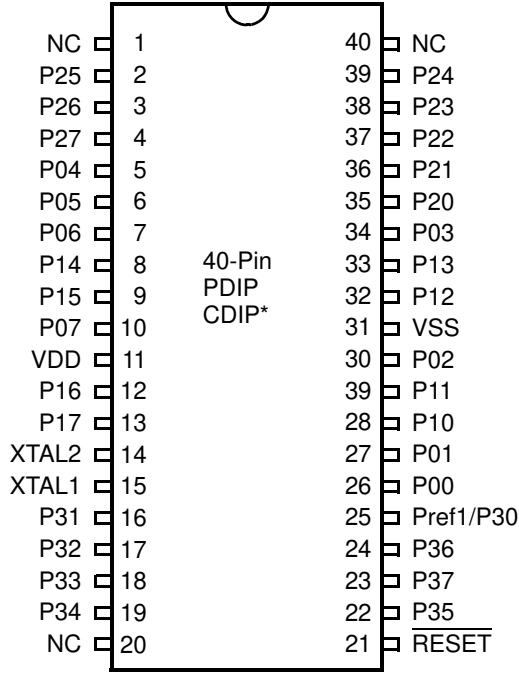 NC 1 40 NC
P25 2 39 P24
P26 3 38 P23
P27 4 37 P22
P04 5 36 P21
P05 6 35 P20
P06 7 34 P03
P14 8 33 P13
P15 9 32 P12
P07 10 31 VSS
VDD 11 30 P02
P16 12 39 P11
P17 13 28 P10
XTAL2 14 27 P01
XTAL1 15 26 P00
P31 16 25 Pref1/P30
P32 17 24 P36
P33 18 23 P37
P34 19 22 P35
NC 20 21 RESET
40-Pin
PDIP
CDIP*